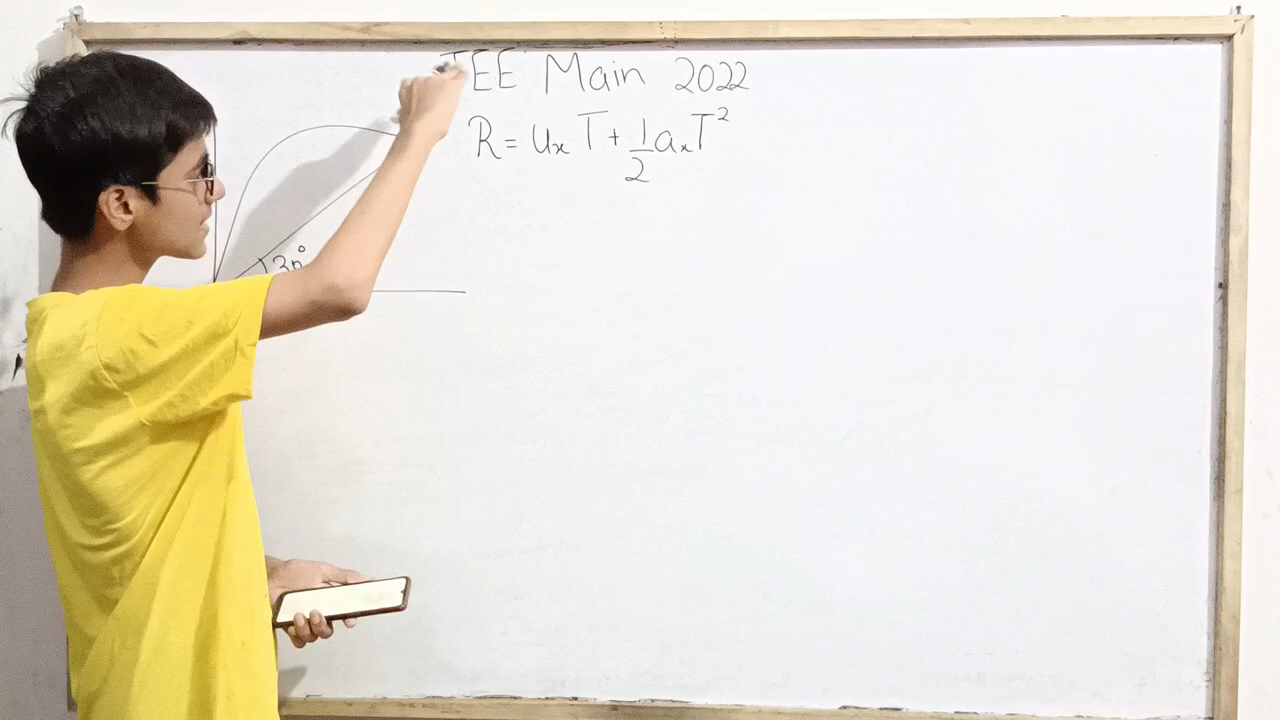 JEE Main 2022
R = uₓT + 1/2 aₓT²
30°